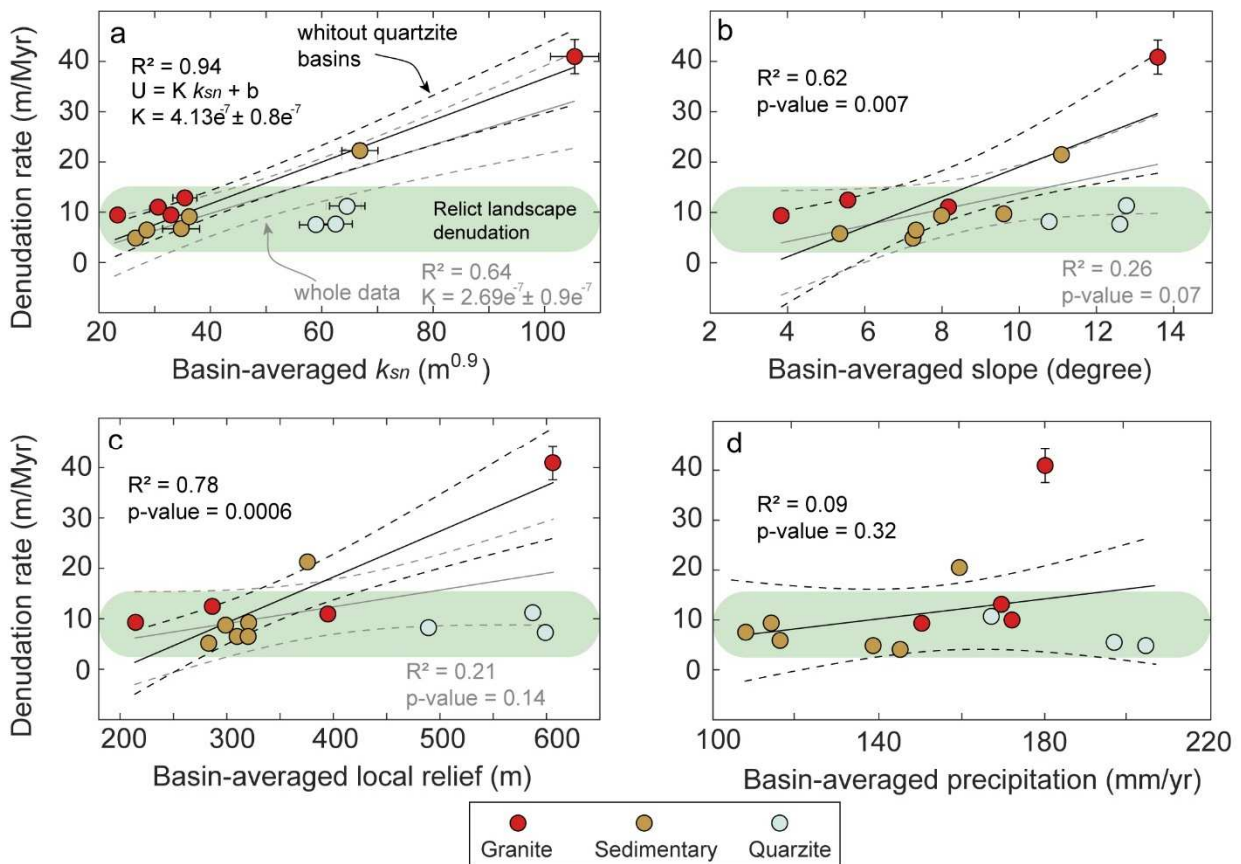 a
R² = 0.94
U = K ksn + b
K = 4.13e⁻⁷ ± 0.8e⁻⁷
whitout quartzite
basins
Relict landscape
denudation
R² = 0.64
K = 2.69e⁻⁷ ± 0.9e⁻⁷
whole data
40
30
20
10
0
Denudation rate (m/Myr)
20 40 60 80 100
Basin-averaged ksn (m⁰·⁹)
b
R² = 0.62
p-value = 0.007
R² = 0.26
p-value = 0.07
2 4 6 8 10 12 14
Basin-averaged slope (degree)
c
R² = 0.78
p-value = 0.0006
R² = 0.21
p-value = 0.14
40
30
20
10
0
Denudation rate (m/Myr)
200 300 400 500 600
Basin-averaged local relief (m)
d
R² = 0.09
p-value = 0.32
40
30
20
10
0
100 140 180 220
Basin-averaged precipitation (mm/yr)
Granite Sedimentary Quartzite